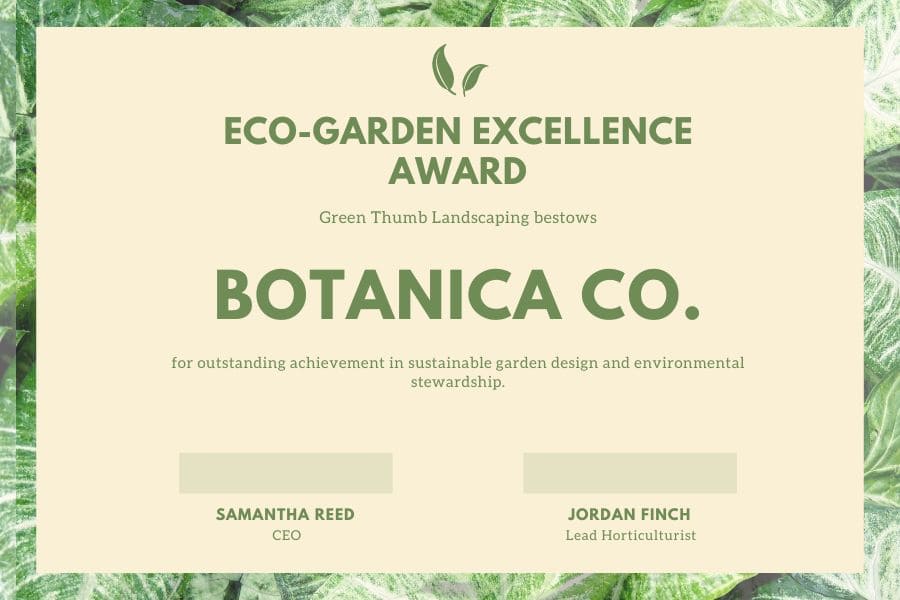 ECO-GARDEN EXCELLENCE
AWARD
Green Thumb Landscaping bestows
BOTANICA CO.
for outstanding achievement in sustainable garden design and environmental
stewardship.
SAMANTHA REED
CEO
JORDAN FINCH
Lead Horticulturist